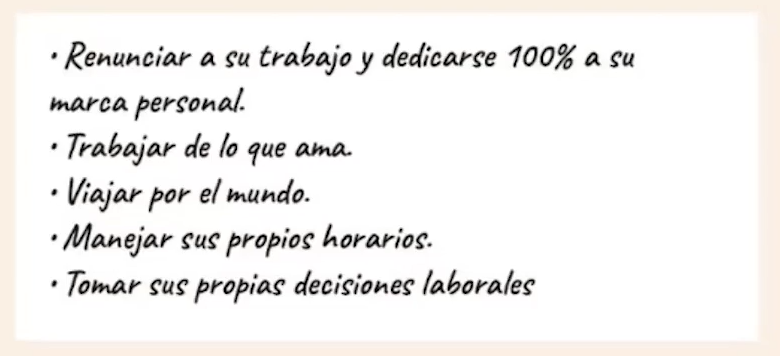 • Renunciar a su trabajo y dedicarse 100% a su
marca personal.
• Trabajar de lo que ama.
• Viajar por el mundo.
• Manejar sus propios horarios.
• Tomar sus propias decisiones laborales